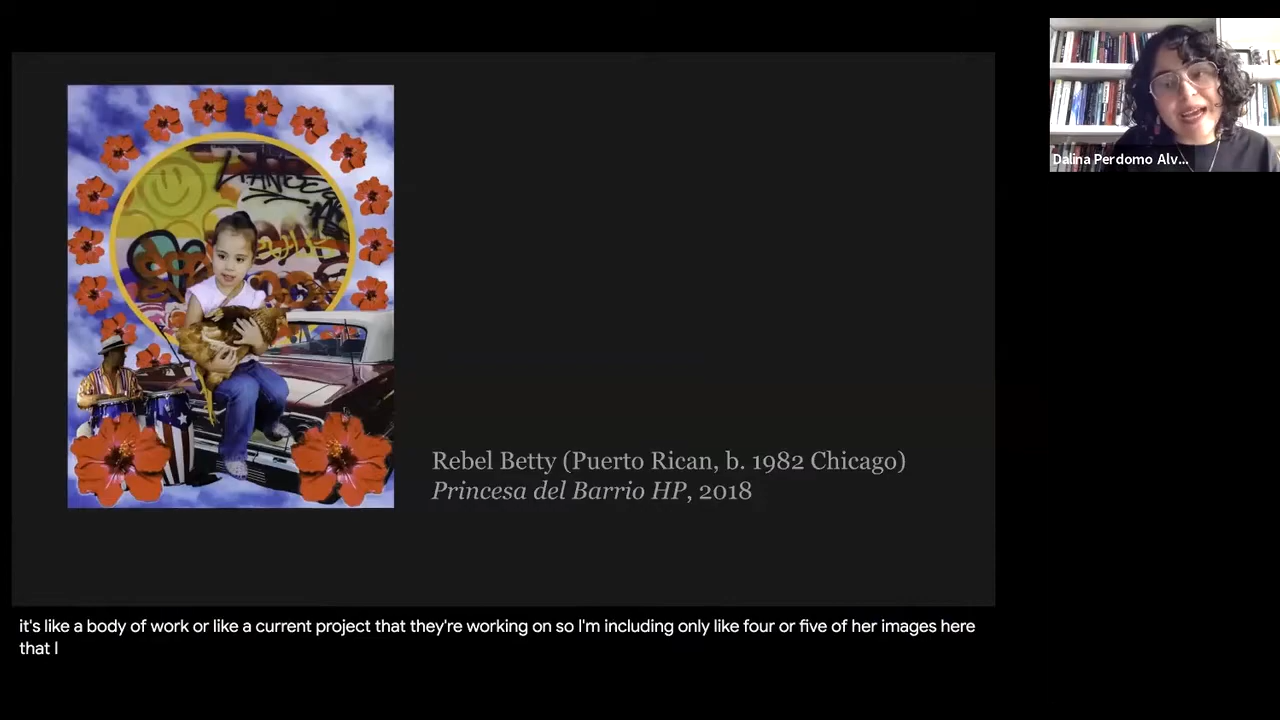 Dalina Perdomo Alv...
Rebel Betty (Puerto Rican, b. 1982 Chicago)
Princesa del Barrio HP, 2018
it's like a body of work or like a current project that they're working on so I'm including only like four or five of her images here
that I